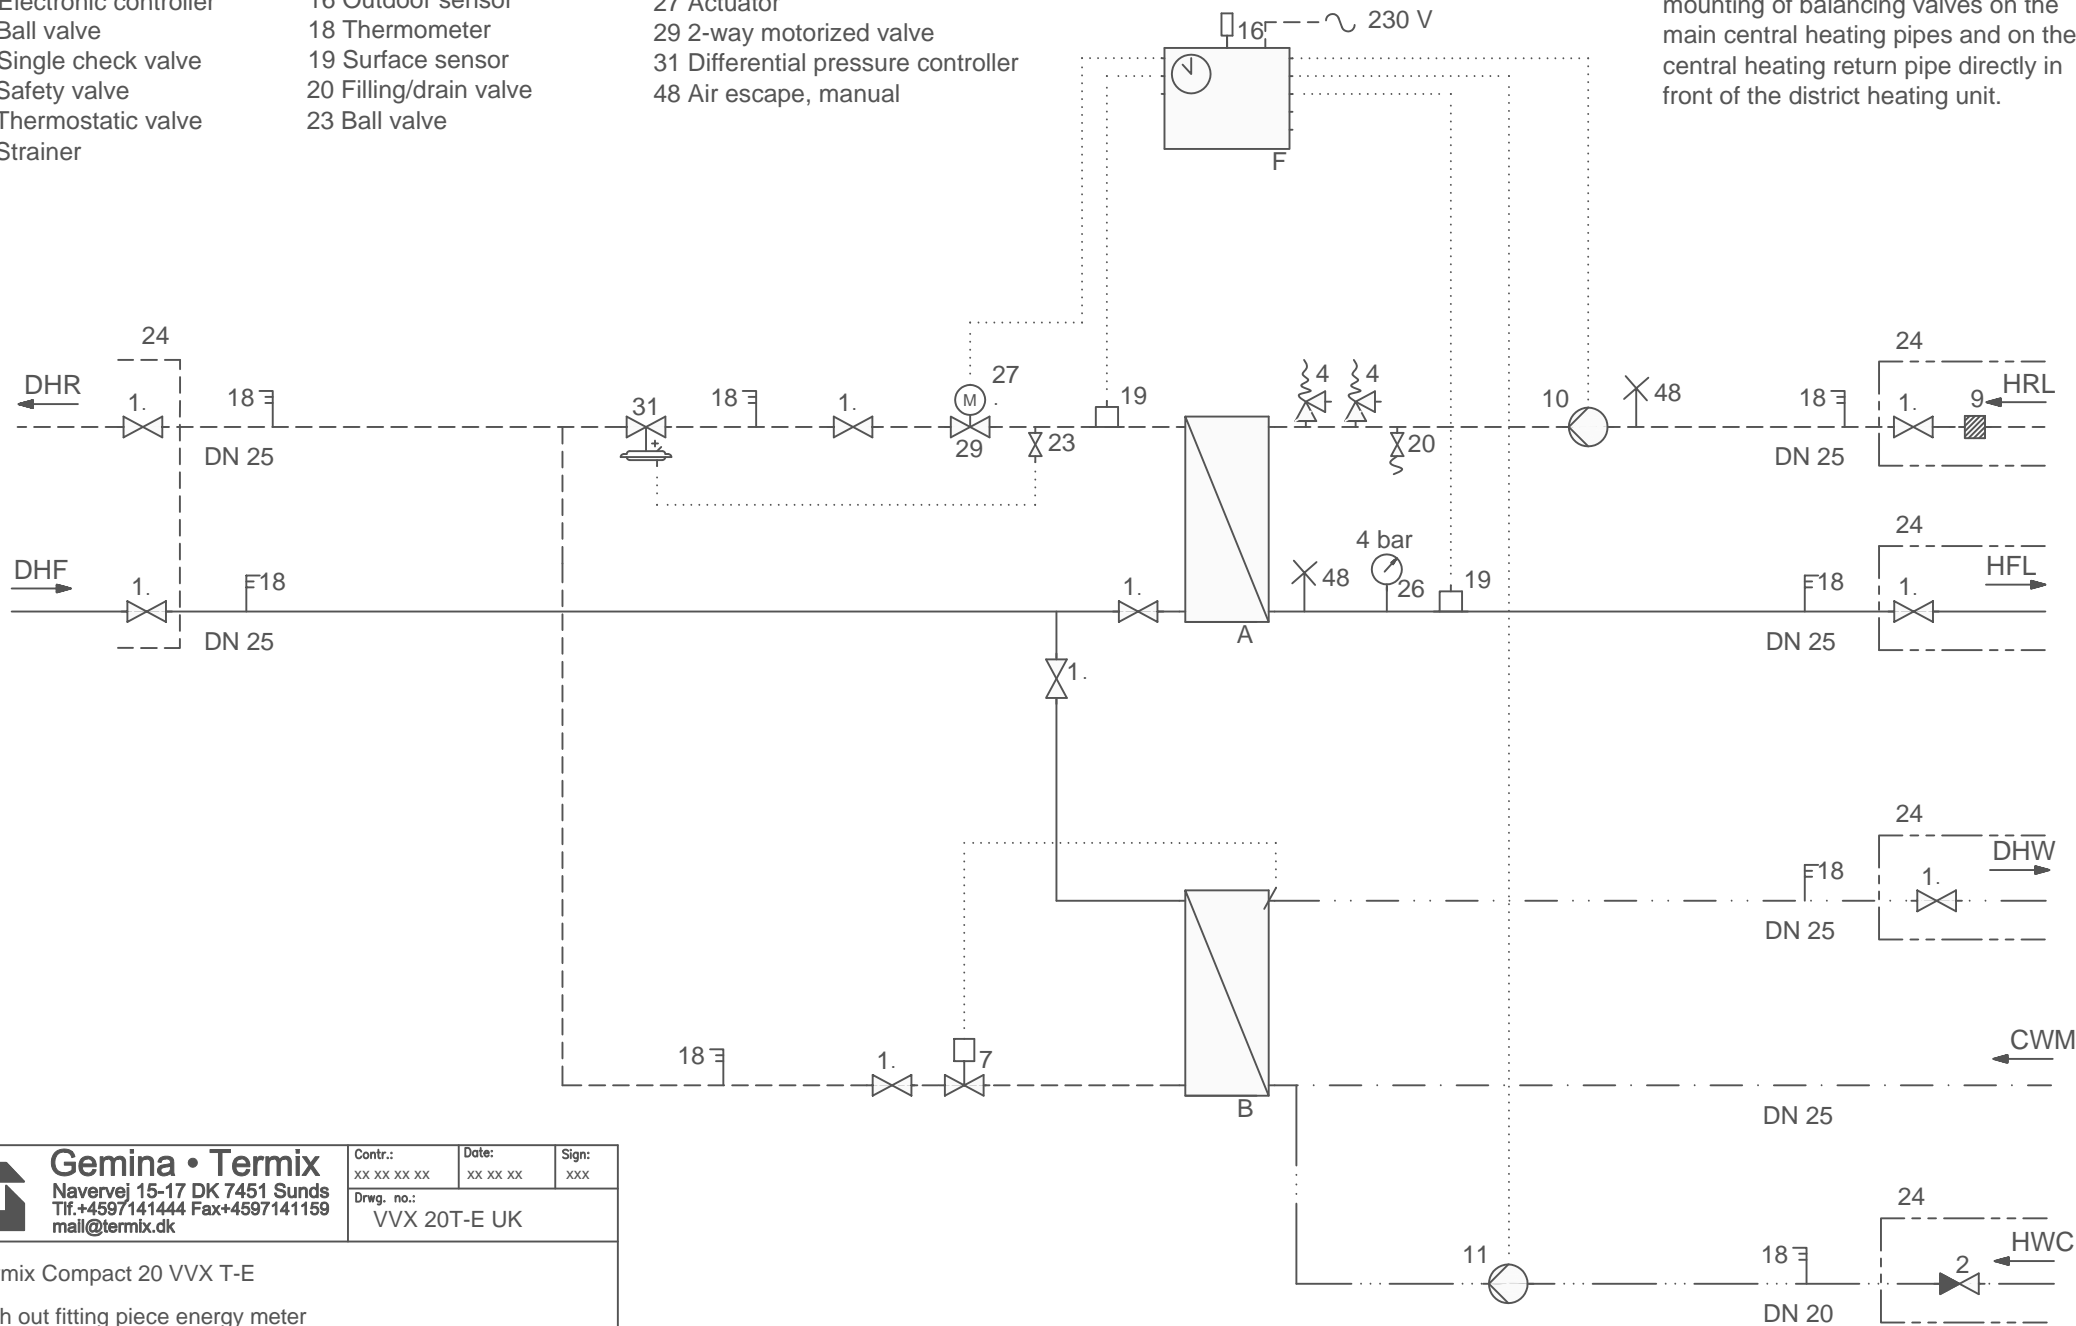 Electronic controller
Ball valve
Single check valve
Safety valve
Thermostatic valve
Strainer
16 Outdoor sensor
18 Thermometer
19 Surface sensor
20 Filling/drain valve
23 Ball valve
27 Actuator
29 2-way motorized valve
31 Differential pressure controller
48 Air escape, manual
mounting of balancing valves on the
main central heating pipes and on the
central heating return pipe directly in
front of the district heating unit.
16
230 V
F
24
DHR
1.
18
DN 25
31
18
1.
27
M
29
23
19
4
4
20
10
48
18
DN 25
24
1.
9
HRL
DHF
1.
18
DN 25
1.
A
48
4 bar
26
19
18
DN 25
24
1.
HFL
1.
24
18
DN 25
1.
DHW
18
1.
7
B
CWM
DN 25
11
18
DN 20
24
2
HWC
Gemina • Termix
Navervej 15-17 DK 7451 Sunds
Tlf.+4597141444 Fax+4597141159
mail@termix.dk
Contr.:
xx xx xx xx
Date:
xx xx xx
Sign:
xxx
Drwg. no.:
VVX 20T-E UK
mix Compact 20 VVX T-E
h out fitting piece energy meter